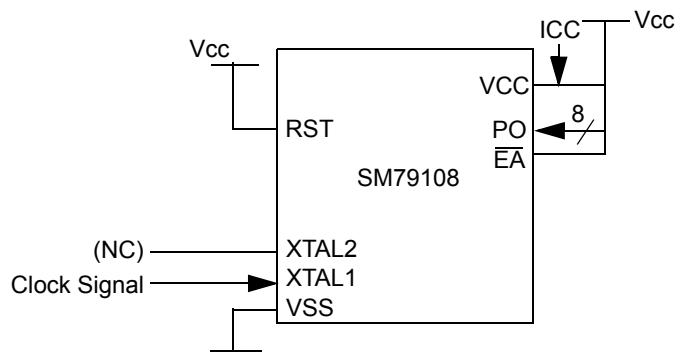 ICC
Vcc
Vcc
VCC
8
RST
PO
EA
SM79108
(NC)
XTAL2
Clock Signal
XTAL1
VSS